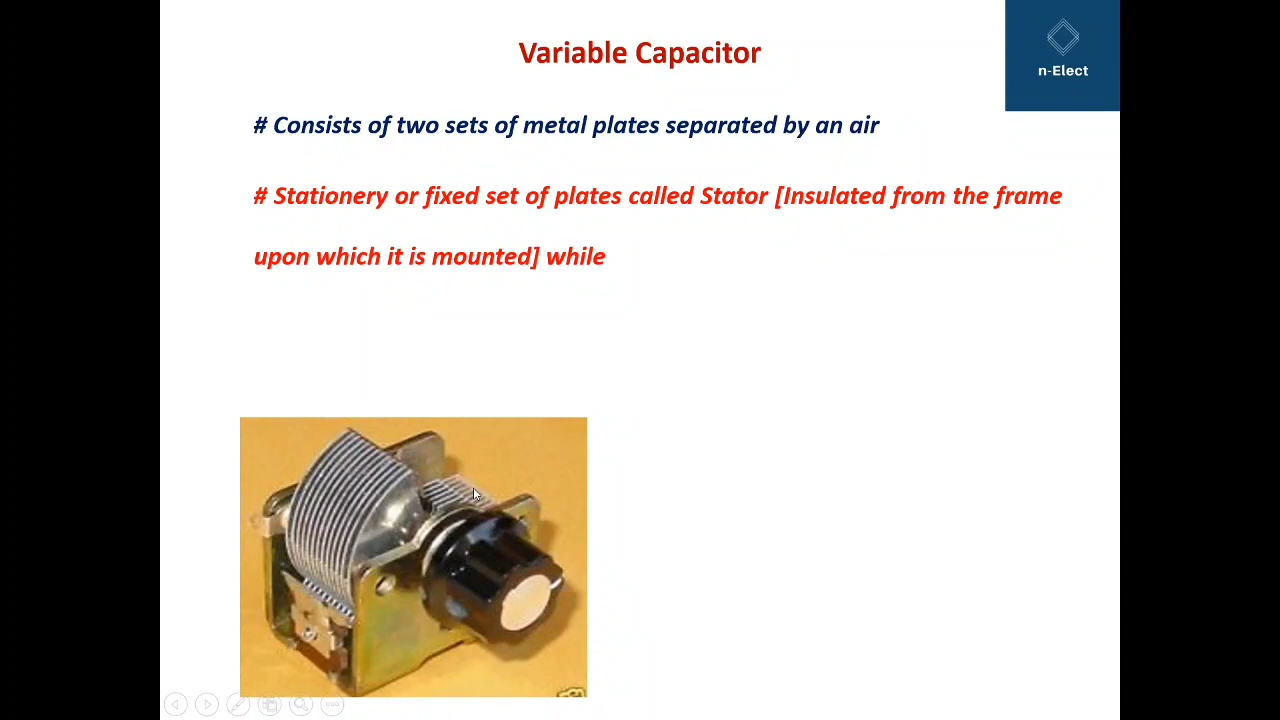 Variable Capacitor
n-Elect
# Consists of two sets of metal plates separated by an air
# Stationery or fixed set of plates called Stator [Insulated from the frame
upon which it is mounted] while